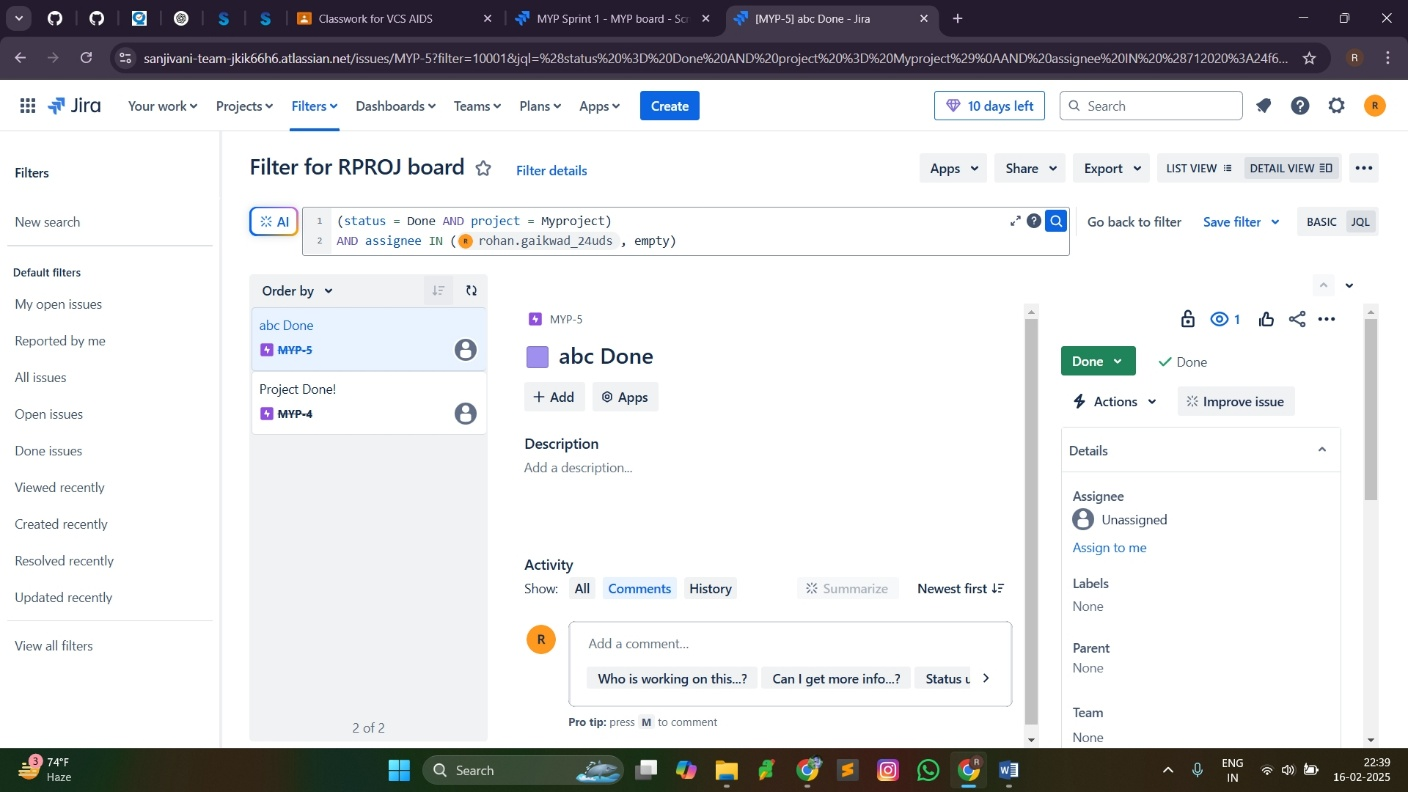 Classwork for VCS AIDS
MYP Sprint 1 - MYP board - Scr
[MYP-5] abc Done - Jira
sanjivani-team-jkik66h6.atlassian.net/issues/MYP-5?filter=10001&jql=%28status%20%3D%20Done%20AND%20project%20%3D%20Myproject%29%0AAND%20assignee%20IN%20%28712020%3A24f6...
R
Jira
Your work
Projects
Filters
Dashboards
Teams
Plans
Apps
Create
10 days left
Search
R
Filters
New search
Default filters
My open issues
Reported by me
All issues
Open issues
Done issues
Viewed recently
Created recently
Resolved recently
Updated recently
View all filters
Filter for RPROJ board
Filter details
Apps
Share
Export
LIST VIEW
DETAIL VIEW
AI
1 (status = Done AND project = Myproject)
2 AND assignee IN ( R rohan.gaikwad_24uds , empty)
Go back to filter
Save filter
BASIC
JQL
Order by
abc Done
MYP-5
Project Done!
MYP-4
2 of 2
MYP-5
abc Done
+ Add
Apps
Description
Add a description...
Activity
Show:
All
Comments
History
Summarize
Newest first
R
Add a comment...
Who is working on this...?
Can I get more info...?
Status u
Pro tip: press M to comment
1
Done
Done
Actions
Improve issue
Details
Assignee
Unassigned
Assign to me
Labels
None
Parent
None
Team
None
3
74°F
Haze
Search
R
ENG
IN
22:39
16-02-2025